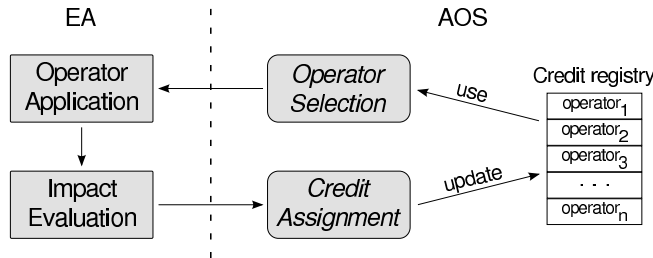 EA
AOS
Operator
Application
Operator
Selection
use
Credit registry
operator₁
operator₂
operator₃
. . .
operatorₙ
Impact
Evaluation
Credit
Assignment
update